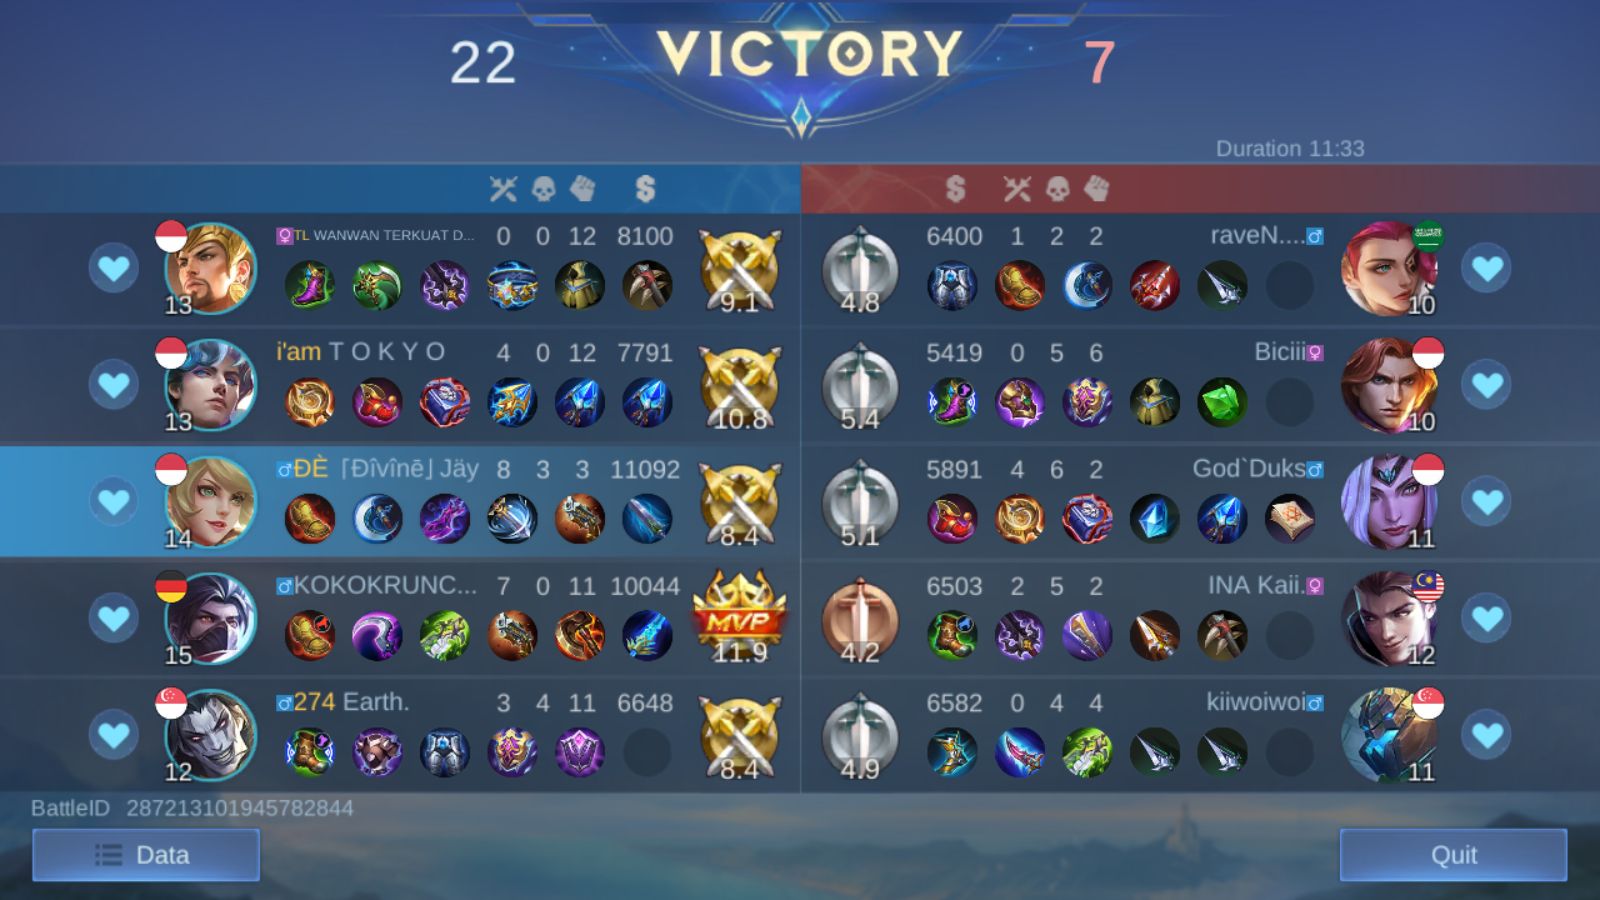 22 VICTORY 7
Duration 11:33
TL WANWAN TERKUAT D... 0 0 12 8100
13 9.1
6400 1 2 2 raveN....
4.8 10
i'am T O K Y O 4 0 12 7791
13 10.8
5419 0 5 6 Biciii
5.4 10
ĐÈ ⌈Đîvînē⌋ Jäy 8 3 3 11092
14 8.4
5891 4 6 2 God`Duks
5.1 11
KOKOKRUNC... 7 0 11 10044
15 MVP 11.9
6503 2 5 2 INA Kaii.
4.2 12
274 Earth. 3 4 11 6648
12 8.4
6582 0 4 4 kiiwoiwoi
4.9 11
BattleID 287213101945782844
Data Quit